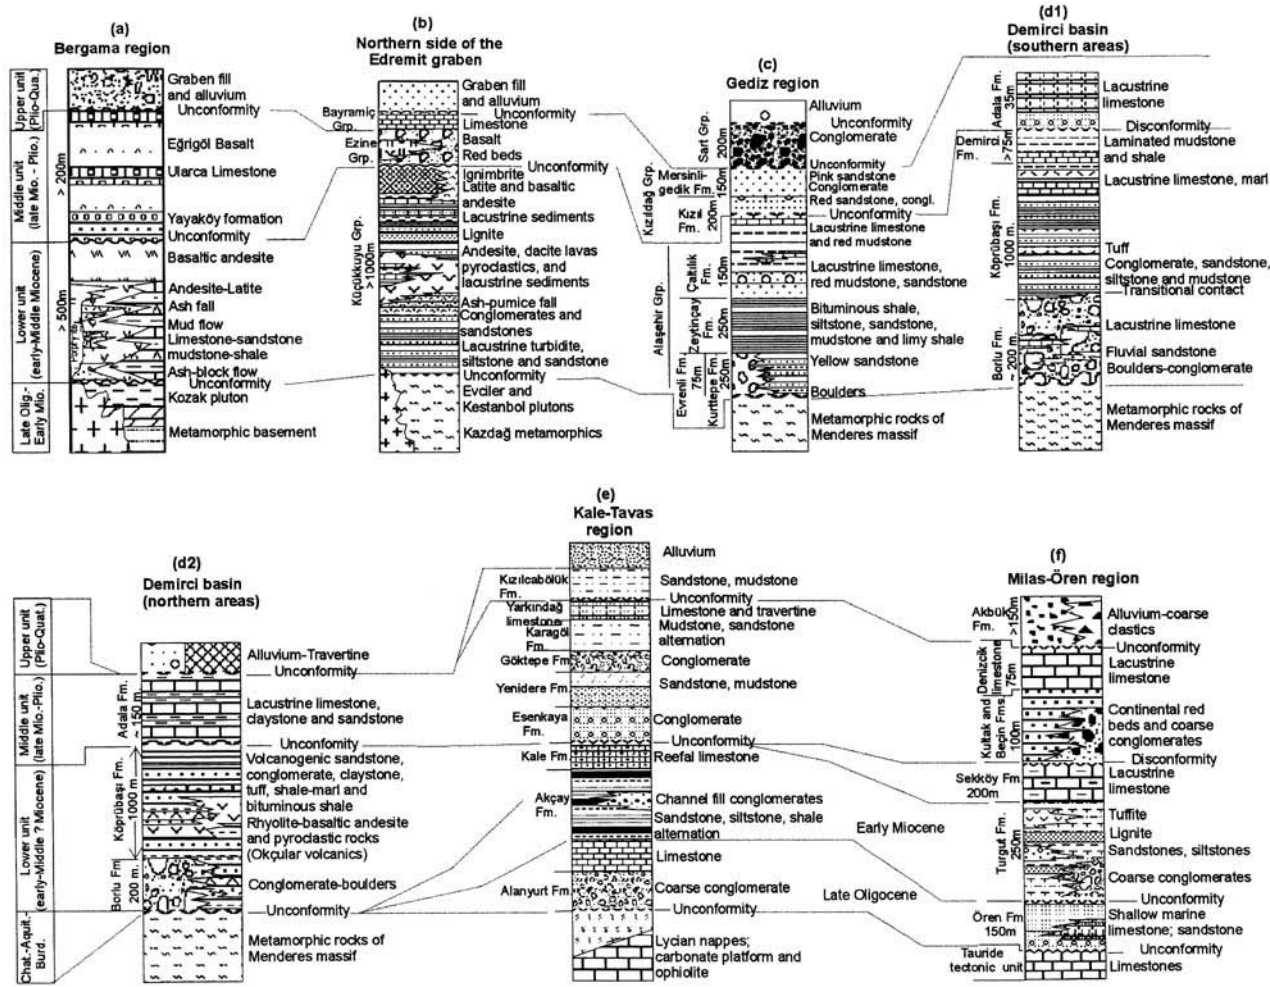 (a)
Bergama region
Upper unit
(Plio-Qua.)
Middle unit
(late Mio. - Plio.)
> 200m
Lower unit
(early-Middle Miocene)
> 500m
Late Olig.-
Early Mio.
Graben fill
and alluvium
Unconformity
Eğrigöl Basalt
Ularca Limestone
Yayaköy formation
Unconformity
Basaltic andesite
Andesite-Latite
Ash fall
Mud flow
Limestone-sandstone
mudstone-shale
Ash-block flow
Unconformity
Kozak pluton
Metamorphic basement
(b)
Northern side of the
Edremit graben
Bayramiç
Grp.
Ezine
Grp.
Küçükkuyu Grp.
>1000m
Graben fill
and alluvium
Unconformity
Limestone
Basalt
Red beds
Unconformity
Ignimbrite
Latite and basaltic
andesite
Lacustrine sediments
Lignite
Andesite, dacite lavas
pyroclastics, and
lacustrine sediments
Ash-pumice fall
Conglomerates and
sandstones
Lacustrine turbidite,
siltstone and sandstone
Unconformity
Evciler and
Kestanbol plutons
Kazdağ metamorphics
(c)
Gediz region
Kızıldağ Grp.
Sart Grp.
200m
Mersinli-
gedik Fm.
150m
Kızıl
Fm.
200m
Alaşehir Grp.
Çaltılık
Fm.
150m
Zeytinçay
Fm.
250m
Evrenli Fm.
75m
Kurttepe Fm
250m
Alluvium
Unconformity
Conglomerate
Unconformity
Pink sandstone
Conglomerate
Red sandstone, congl.
Unconformity
Lacustrine limestone
and red mudstone
Lacustrine limestone,
red mudstone, sandstone
Bituminous shale,
siltstone, sandstone,
mudstone and limy shale
Yellow sandstone
Boulders
Metamorphic rocks of
Menderes massif
(d1)
Demirci basin
(southern areas)
Adala Fm.
35m
Demirci
Fm.
>75m
Köprübaşı Fm.
1000 m.
Borlu Fm.
~ 200 m.
Lacustrine
limestone
Disconformity
Laminated mudstone
and shale
Lacustrine limestone, marl
Tuff
Conglomerate, sandstone,
siltstone and mudstone
Transitional contact
Lacustrine limestone
Fluvial sandstone
Boulders-conglomerate
Metamorphic rocks of
Menderes massif
(d2)
Demirci basin
(northern areas)
Upper unit
(Plio-Quat.)
Middle unit
(late Mio.-Plio.)
Lower unit
(early-Middle ? Miocene)
Chat.-Aquit.-
Burd.
Adala Fm.
~ 150 m
Köprübaşı Fm.
1000 m
Borlu Fm
200 m.
Alluvium-Travertine
Unconformity
Lacustrine limestone,
claystone and sandstone
Unconformity
Volcanogenic sandstone,
conglomerate, claystone,
tuff, shale-marl and
bituminous shale
Rhyolite-basaltic andesite
and pyroclastic rocks
(Okçular volcanics)
Conglomerate-boulders
Unconformity
Metamorphic rocks of
Menderes massif
(e)
Kale-Tavas
region
Kızılcabölük
Fm.
Yarkındağ
limestone
Karagöl
Fm
Göktepe Fm
Yenidere Fm.
Esenkaya
Fm.
Kale Fm
Akçay
Fm.
Alanyurt Fm.
Alluvium
Sandstone, mudstone
Unconformity
Limestone and travertine
Mudstone, sandstone
alternation
Conglomerate
Sandstone, mudstone
Conglomerate
Unconformity
Reefal limestone
Channel fill conglomerates
Sandstone, siltstone, shale
alternation
Limestone
Coarse conglomerate
Unconformity
Lycian nappes;
carbonate platform and
ophiolite
Early Miocene
Late Oligocene
(f)
Milas-Ören region
Akbük
Fm.
>150m
Denizcik
limestone
75m
Kultak and
Beçin Fms.
100m
Sekköy Fm
200m
Turgut Fm.
250m
Ören Fm
150m
Tauride
tectonic unit
Alluvium-coarse
clastics
Unconformity
Lacustrine
limestone
Continental red
beds and coarse
conglomerates
Disconformity
Lacustrine
limestone
Tuffite
Lignite
Sandstones, siltstones
Coarse conglomerates
Unconformity
Shallow marine
limestone; sandstone
Unconformity
Limestones